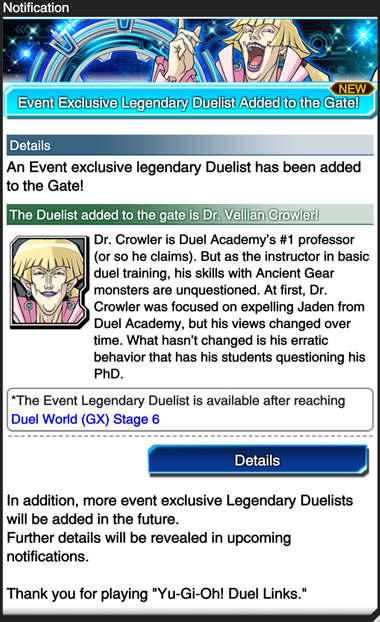 Notification
NEW
Event Exclusive Legendary Duelist Added to the Gate!
Details
An Event exclusive legendary Duelist has been added
to the Gate!
The Duelist added to the gate is Dr. Vellian Crowler!
Dr. Crowler is Duel Academy's #1 professor
(or so he claims). But as the instructor in basic
duel training, his skills with Ancient Gear
monsters are unquestioned. At first, Dr.
Crowler was focused on expelling Jaden from
Duel Academy, but his views changed over
time. What hasn't changed is his erratic
behavior that has his students questioning his
PhD.
*The Event Legendary Duelist is available after reaching
Duel World (GX) Stage 6
Details
In addition, more event exclusive Legendary Duelists
will be added in the future.
Further details will be revealed in upcoming
notifications.
Thank you for playing "Yu-Gi-Oh! Duel Links."